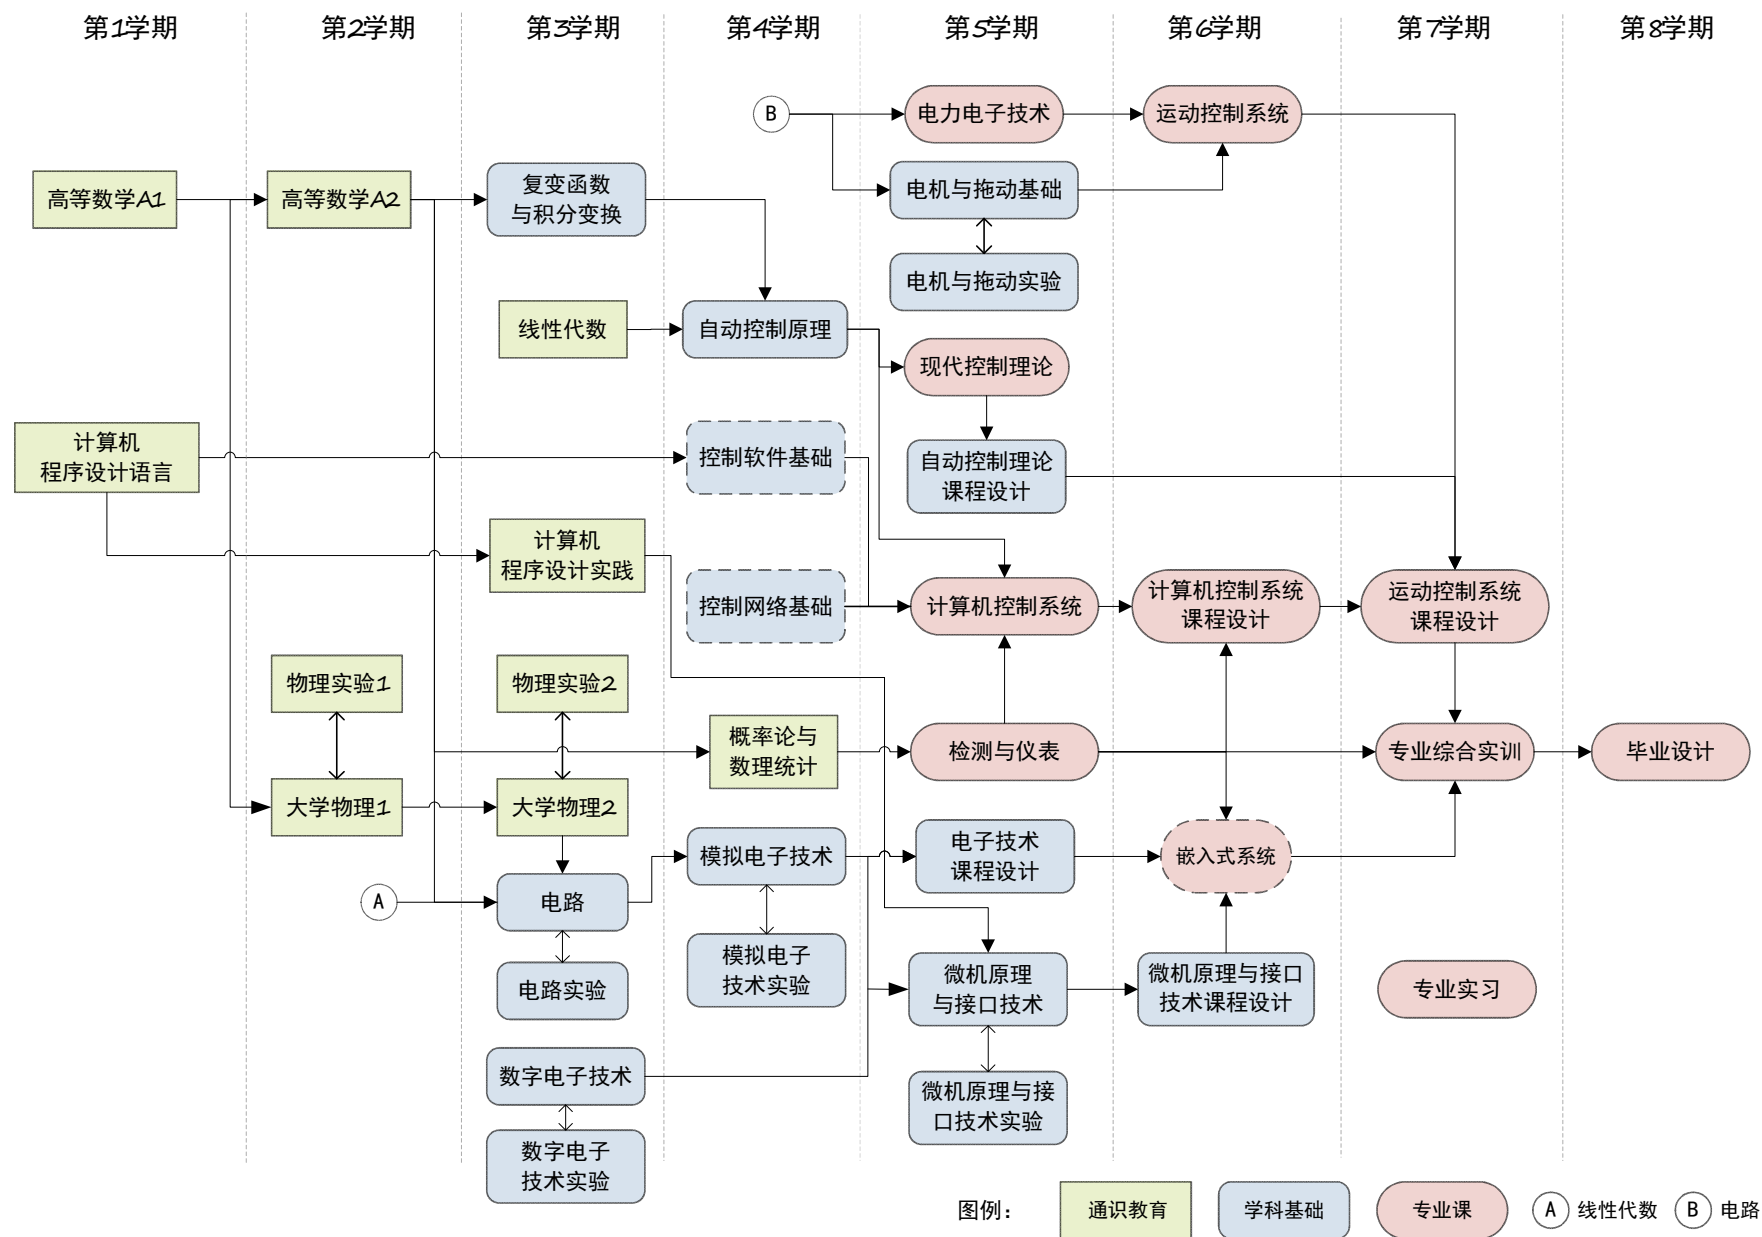 第1学期
第2学期
第3学期
第4学期
第5学期
第6学期
第7学期
第8学期
B
电力电子技术
运动控制系统
高等数学A1
高等数学A2
复变函数
与积分变换
电机与拖动基础
电机与拖动实验
线性代数
自动控制原理
现代控制理论
计算机
程序设计语言
控制软件基础
自动控制理论
课程设计
计算机
程序设计实践
控制网络基础
计算机控制系统
计算机控制系统
课程设计
运动控制系统
课程设计
物理实验1
物理实验2
概率论与
数理统计
检测与仪表
专业综合实训
毕业设计
大学物理1
大学物理2
模拟电子技术
电子技术
课程设计
嵌入式系统
A
电路
模拟电子
技术实验
电路实验
微机原理
与接口技术
微机原理与接口
技术课程设计
专业实习
数字电子技术
微机原理与接
口技术实验
数字电子
技术实验
图例：
通识教育
学科基础
专业课
A 线性代数
B 电路